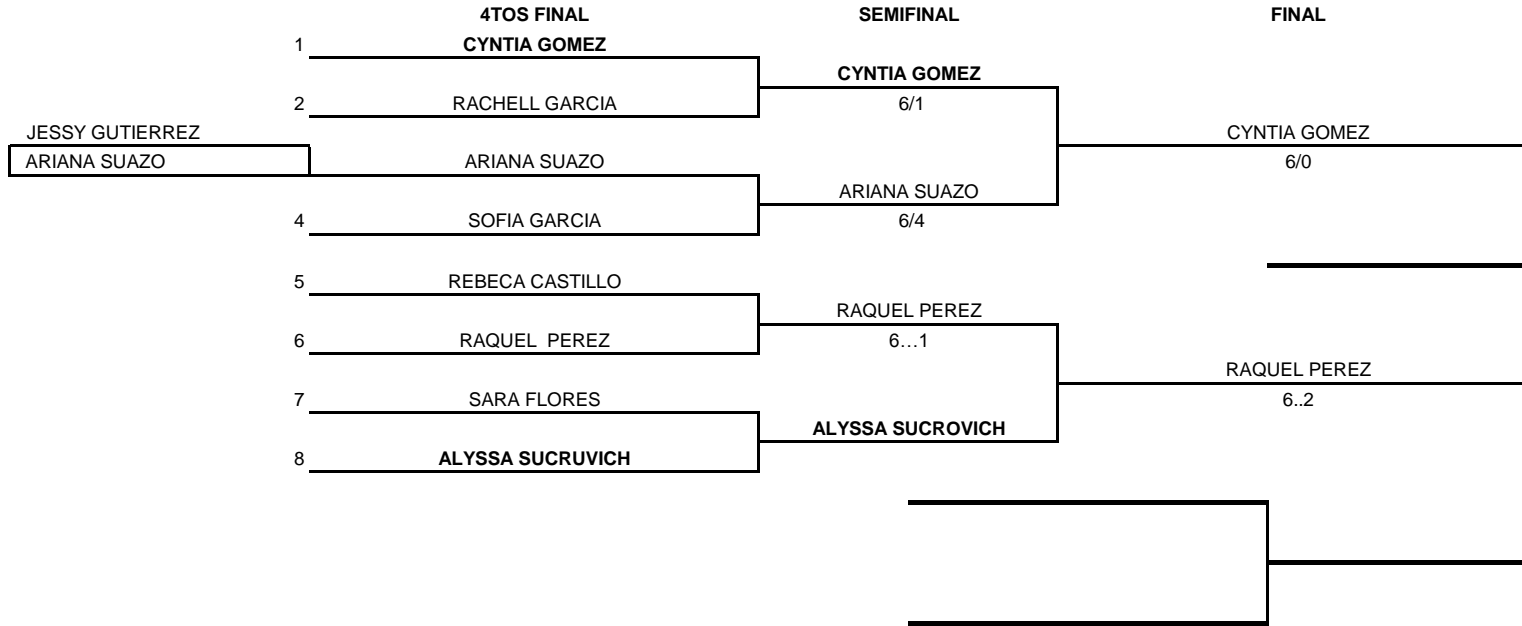 4TOS FINAL SEMIFINAL FINAL
1 CYNTIA GOMEZ
CYNTIA GOMEZ
2 RACHELL GARCIA 6/1
JESSY GUTIERREZ CYNTIA GOMEZ
ARIANA SUAZO ARIANA SUAZO 6/0
ARIANA SUAZO
4 SOFIA GARCIA 6/4
5 REBECA CASTILLO
RAQUEL PEREZ
6 RAQUEL  PEREZ 6…1
RAQUEL PEREZ
7 SARA FLORES 6..2
ALYSSA SUCROVICH
8 ALYSSA SUCRUVICH